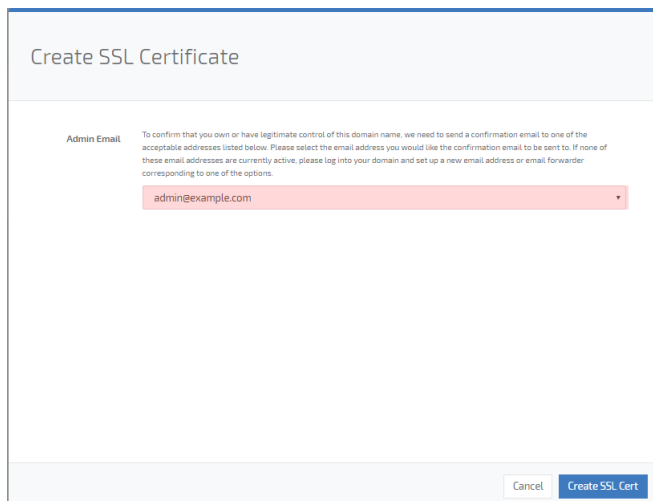 Create SSL Certificate
Admin Email
To confirm that you own or have legitimate control of this domain name, we need to send a confirmation email to one of the
acceptable addresses listed below. Please select the email address you would like the confirmation email to be sent to. If none of
these email addresses are currently active, please log into your domain and set up a new email address or email forwarder
corresponding to one of the options.
admin@example.com
Cancel
Create SSL Cert